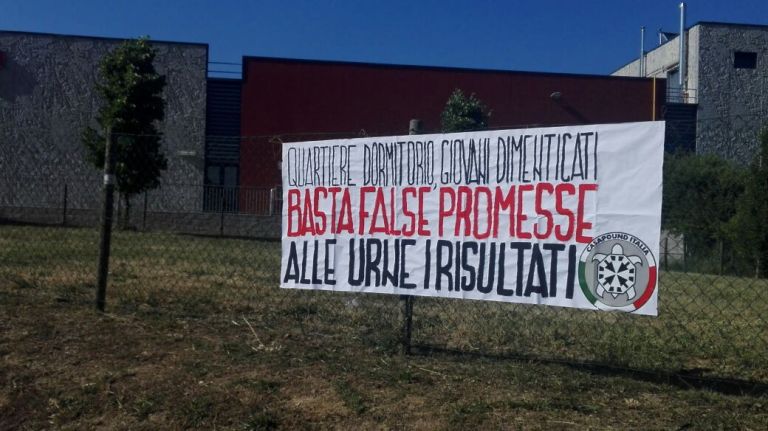 QUARTIERE DORMITORIO, GIOVANI DIMENTICATI
BASTA FALSE PROMESSE
ALLE URNE I RISULTATI
CASAPOUND ITALIA